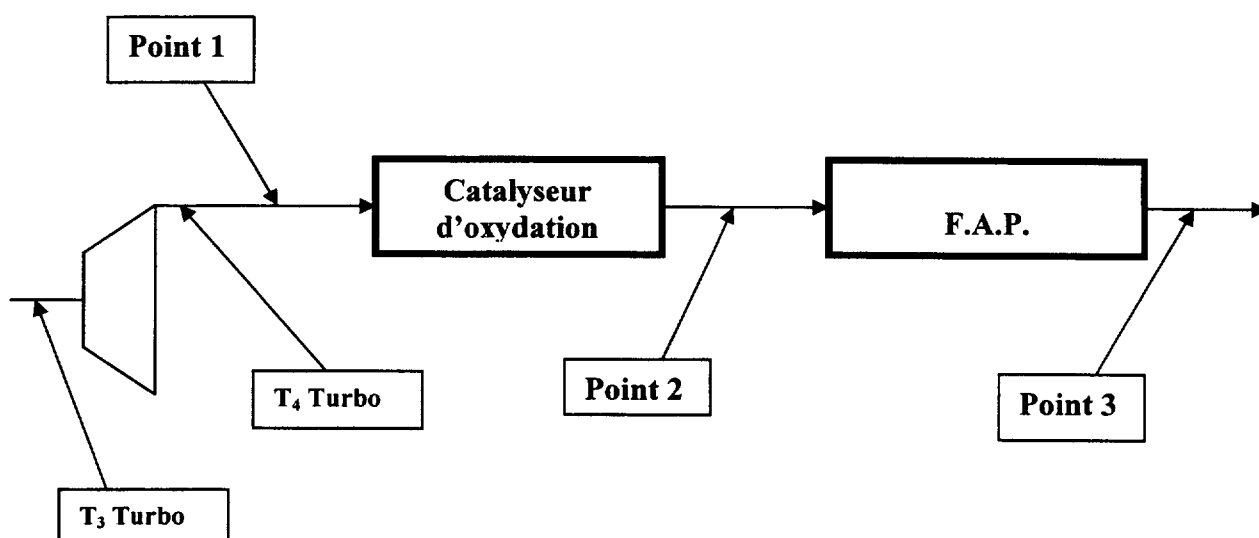 Point 1
Catalyseur
d'oxydation
F.A.P.
T₄ Turbo
Point 2
Point 3
T₃ Turbo